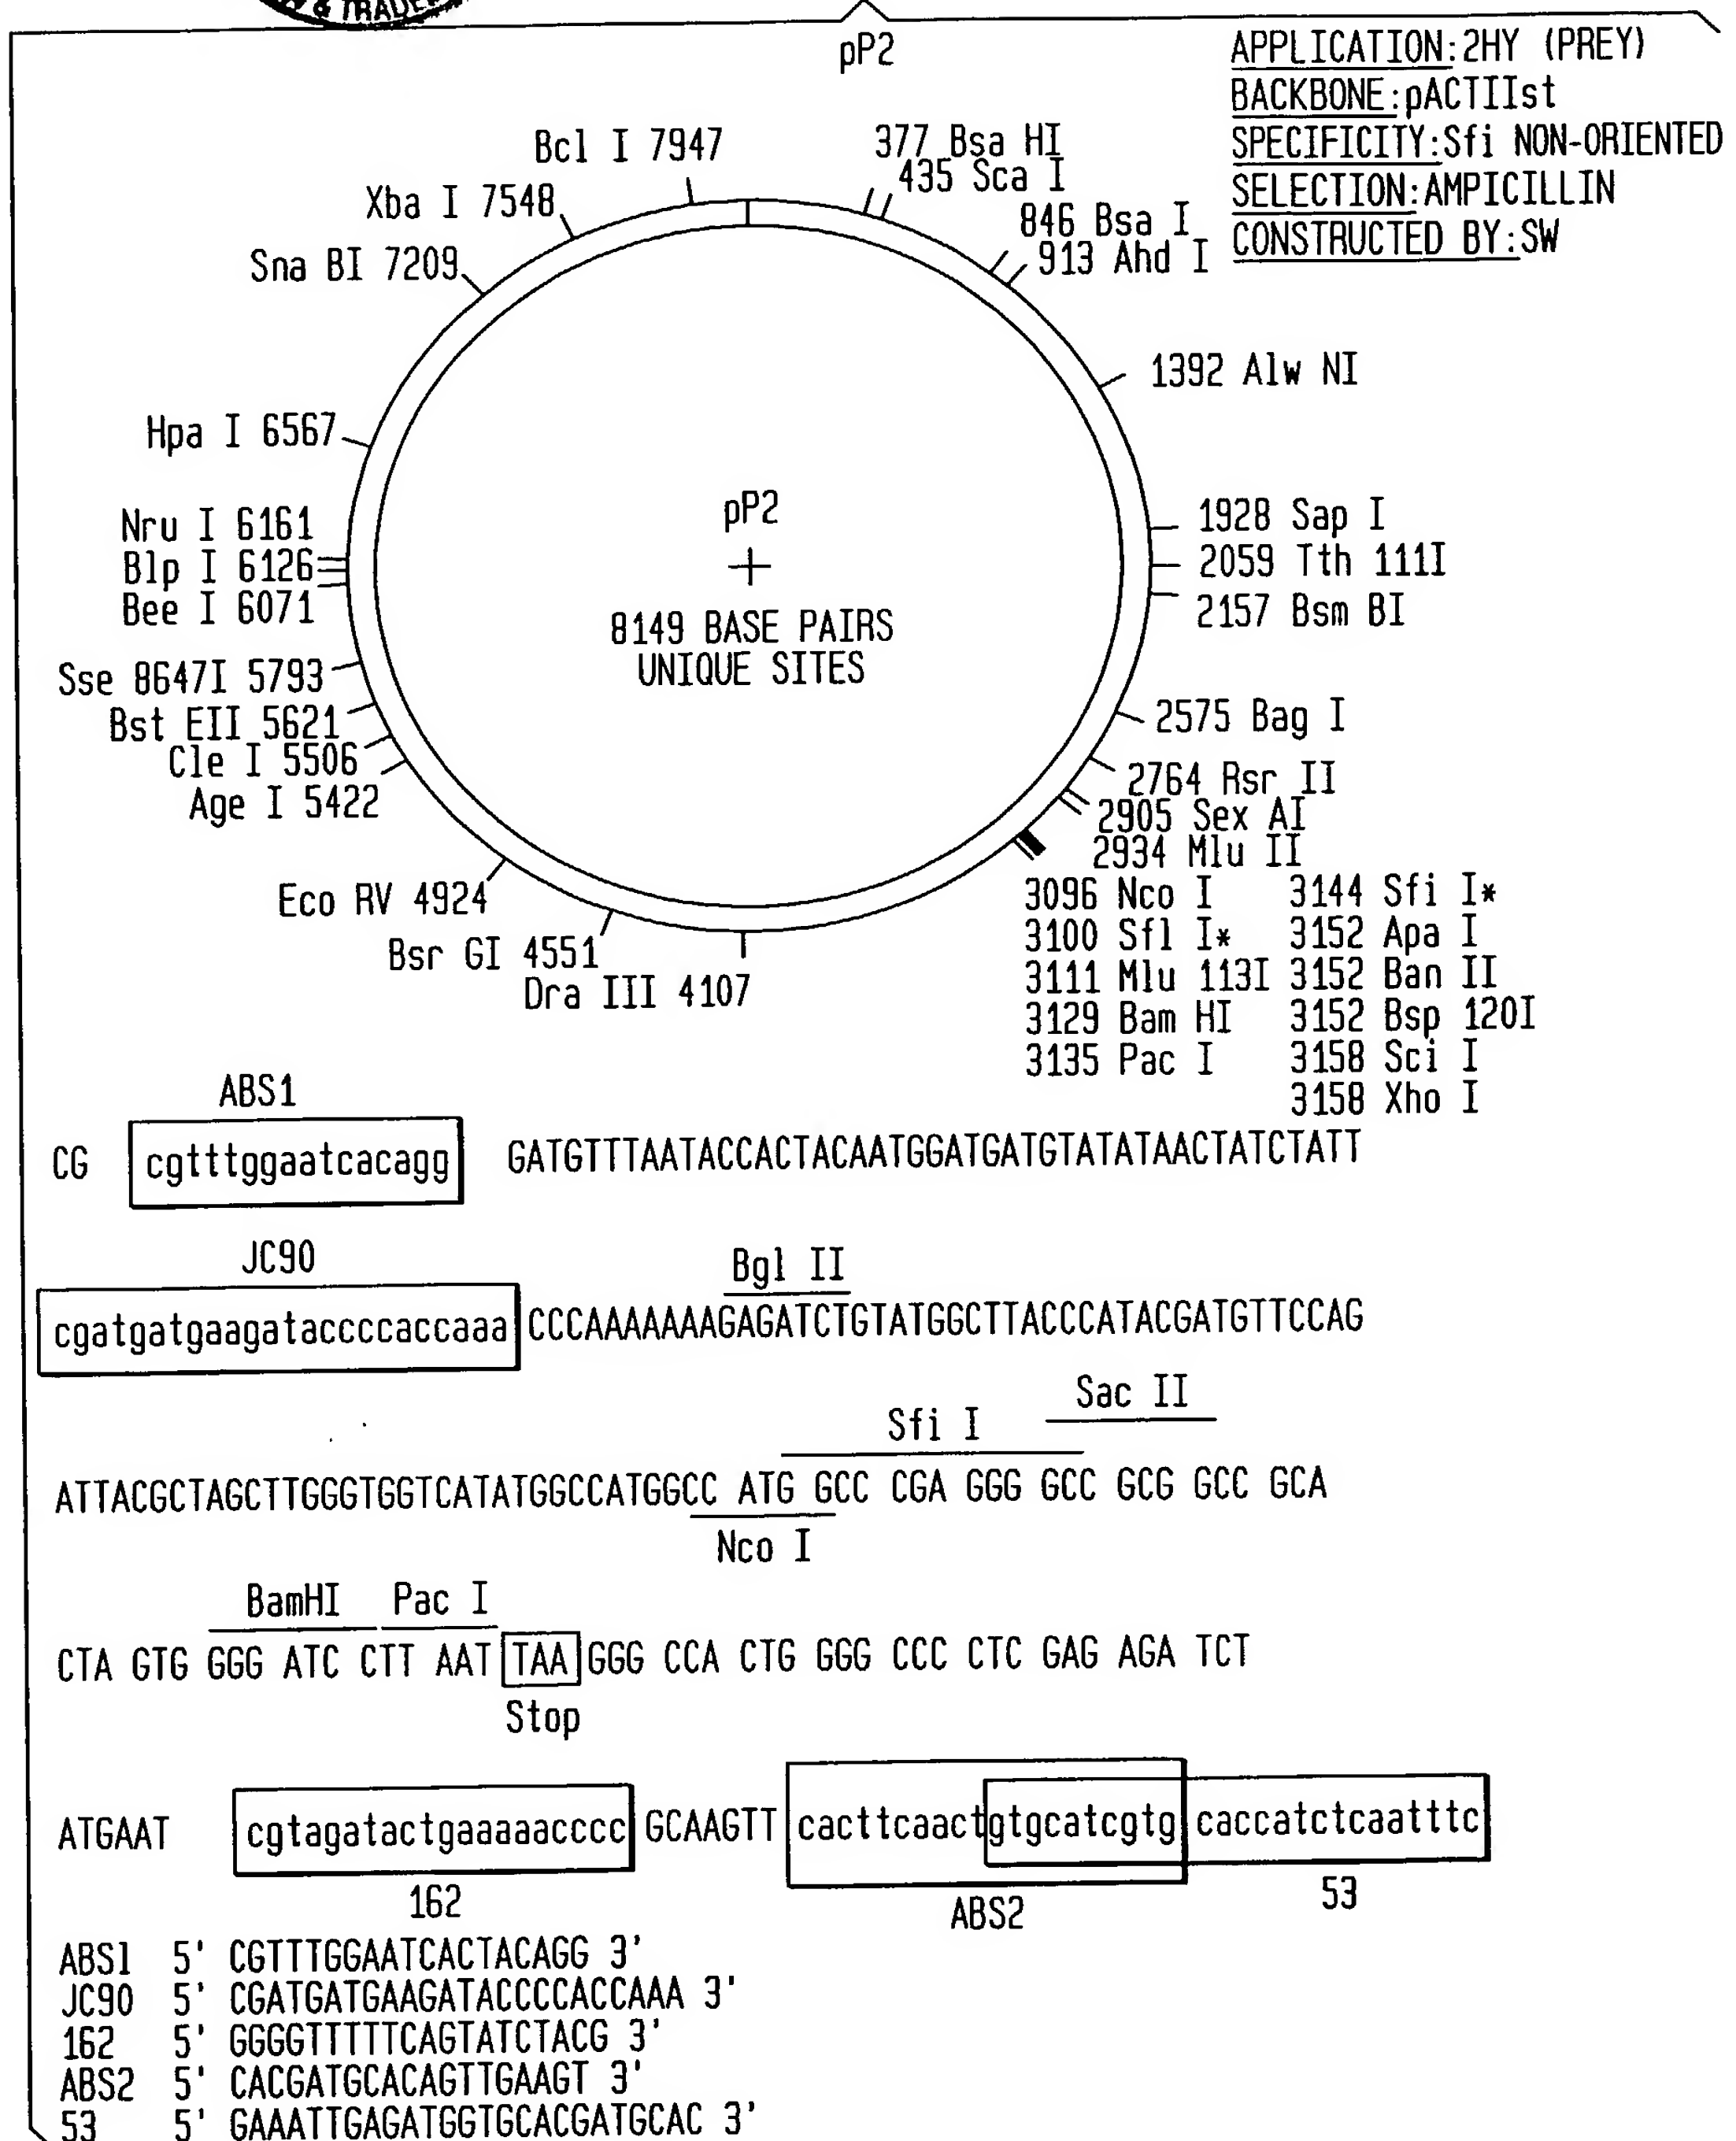 & TRADE
pP2
APPLICATION:2HY (PREY)
BACKBONE:pACTIIst
SPECIFICITY:Sfi NON-ORIENTED
SELECTION:AMPICILLIN
CONSTRUCTED BY:SW
Bcl I 7947
Xba I 7548
Sna BI 7209
Hpa I 6567
Nru I 6161
Blp I 6126
Bee I 6071
Sse 8647I 5793
Bst EII 5621
Cle I 5506
Age I 5422
Eco RV 4924
Bsr GI 4551
Dra III 4107
377 Bsa HI
435 Sca I
846 Bsa I
913 Ahd I
1392 Alw NI
1928 Sap I
2059 Tth 111I
2157 Bsm BI
2575 Bag I
2764 Rsr II
2905 Sex AI
2934 Mlu II
3096 Nco I 3144 Sfi I*
3100 Sfl I* 3152 Apa I
3111 Mlu 113I 3152 Ban II
3129 Bam HI 3152 Bsp 120I
3135 Pac I 3158 Sci I
3158 Xho I
pP2
8149 BASE PAIRS
UNIQUE SITES
ABS1
CG cgtttggaatcacagg GATGTTTAATACCACTACAATGGATGATGTATATAACTATCTATT
JC90
Bgl II
cgatgatgaagataccccaccaaa CCCAAAAAAAGAGATCTGTATGGCTTACCCATACGATGTTCCAG
Sac II
Sfi I
ATTACGCTAGCTTGGGTGGTCATATGGCCATGGCC ATG GCC CGA GGG GCC GCG GCC GCA
Nco I
BamHI Pac I
CTA GTG GGG ATC CTT AAT TAA GGG CCA CTG GGG CCC CTC GAG AGA TCT
Stop
ATGAAT cgtagatactgaaaaacccc GCAAGTT cacttcaactgtgcatcgtg caccatctcaatttc
162
ABS2
53
ABS1 5' CGTTTGGAATCACTACAGG 3'
JC90 5' CGATGATGAAGATACCCCACCAAA 3'
162 5' GGGGTTTTTCAGTATCTACG 3'
ABS2 5' CACGATGCACAGTTGAAGT 3'
53 5' GAAATTGAGATGGTGCACGATGCAC 3'